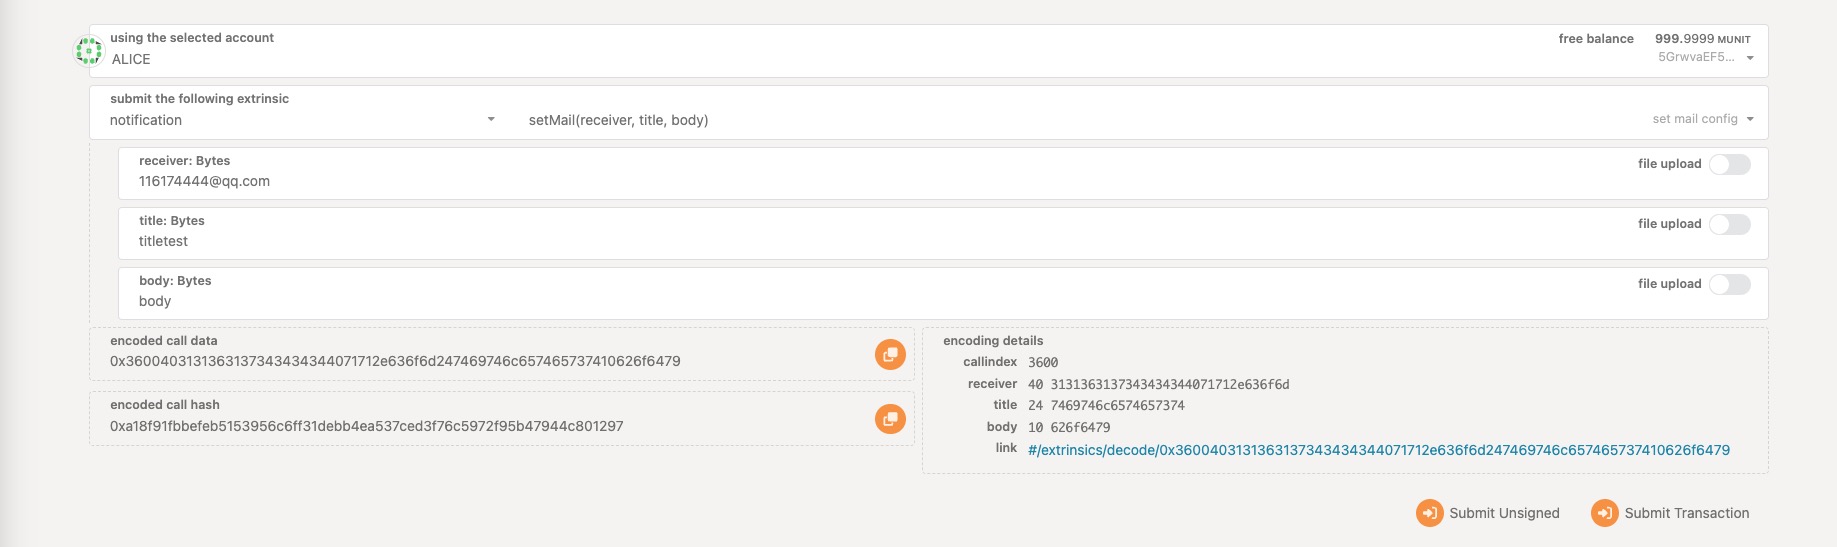 using the selected account
ALICE
free balance 999.9999 MUNIT
5GrwvaEF5...
submit the following extrinsic
notification
setMail(receiver, title, body)
set mail config
receiver: Bytes
116174444@qq.com
file upload
title: Bytes
titletest
file upload
body: Bytes
body
file upload
encoded call data
0x360040313136313734343434344071712e636f6d247469746c657465737410626f6479
encoded call hash
0xa18f91fbbefeb5153956c6ff31debb4ea537ced3f76c5972f95b47944c801297
encoding details
callindex 3600
receiver 40 3131363137343434344071712e636f6d
title 24 7469746c6574657374
body 10 626f6479
link #/extrinsics/decode/0x3600403131363137343434344071712e636f6d247469746c657465737410626f6479
Submit Unsigned
Submit Transaction